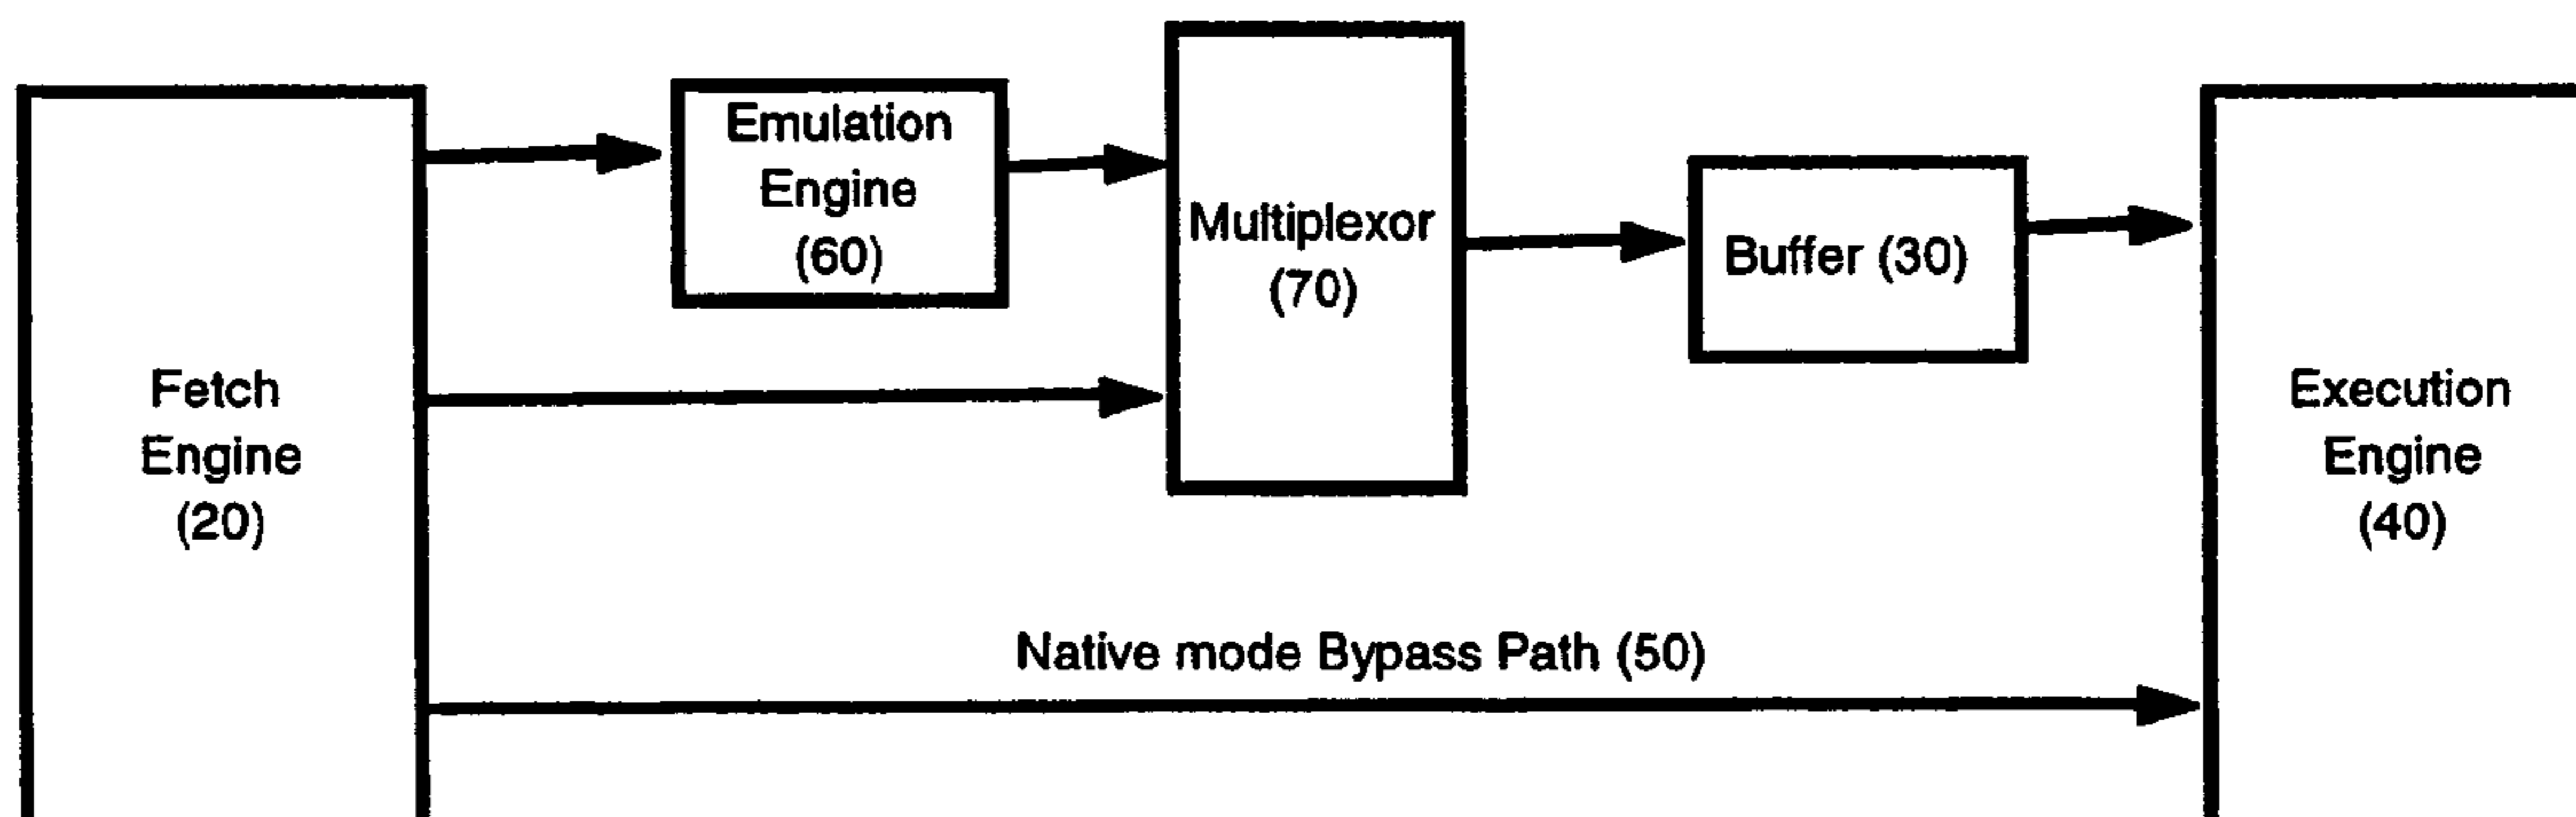 Emulation
Engine
(60)
Multiplexor
(70)
Buffer (30)
Fetch
Engine
(20)
Execution
Engine
(40)
Native mode Bypass Path (50)